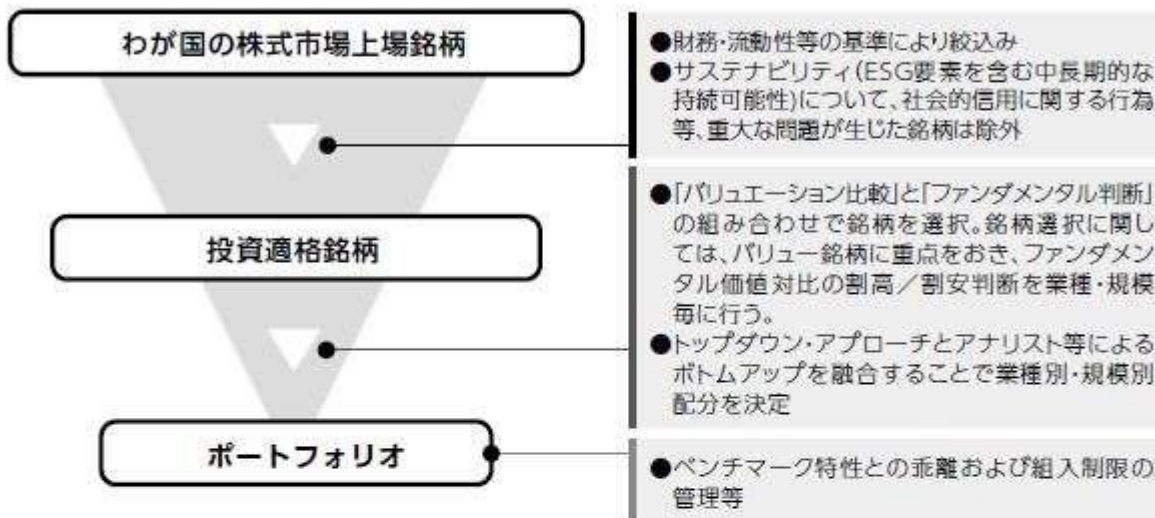 わが国の株式市場上場銘柄
●財務・流動性等の基準により絞込み
●サステナビリティ(ESG要素を含む中長期的な
持続可能性)について、社会的信用に関する行為
等、重大な問題が生じた銘柄は除外
投資適格銘柄
●「バリュエーション比較」と「ファンダメンタル判断」
の組み合わせで銘柄を選択。銘柄選択に関し
ては、バリュー銘柄に重点をおき、ファンダメン
タル価値対比の割高／割安判断を業種・規模
毎に行う。
●トップダウン・アプローチとアナリスト等による
ボトムアップを融合することで業種別・規模別
配分を決定
ポートフォリオ
●ベンチマーク特性との乖離および組入制限の
管理等